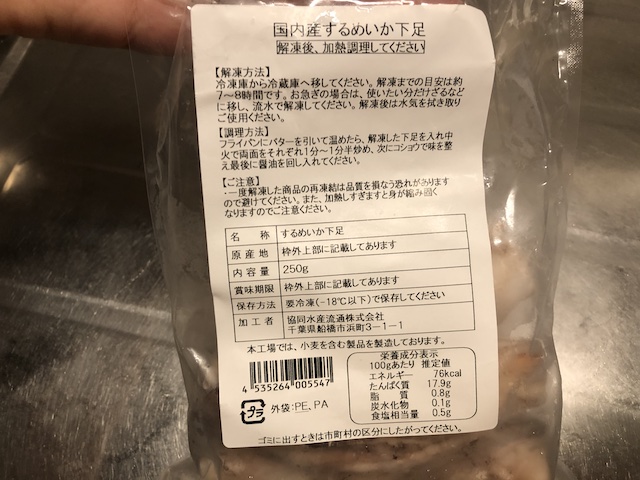 国内産するめいか下足
解凍後、加熱調理してください
【解凍方法】
冷凍庫から冷蔵庫へ移してください。解凍までの目安は約
7～8時間です。お急ぎの場合は、使いたい分だけざるなど
に移し、流水で解凍してください。解凍後は水気を拭き取り
ご使用ください。
【調理方法】
フライパンにバターを引いて温めたら、解凍した下足を入れ中
火で両面をそれぞれ1分～1分半炒め、次にコショウで味を整
え最後に醤油を回し入れてください。
【ご注意】
・一度解凍した商品の再凍結は品質を損なう恐れがあります
ので避けてください。また、加熱しすぎますと身が縮み固く
なりますのでご注意ください。
名称 するめいか下足
原産地 枠外上部に記載してあります
内容量 250g
賞味期限 枠外上部に記載してあります
保存方法 要冷凍(-18℃以下)で保存してください
加工者 協同水産流通株式会社
千葉県船橋市浜町3-1-1
本工場では、小麦を含む製品を製造しております。
4 535264 005547
プラ
外袋:PE、PA
栄養成分表示
100gあたり 推定値
エネルギー 76kcal
たんぱく質 17.9g
脂質 0.8g
炭水化物 0.1g
食塩相当量 0.5g
ゴミに出すときは市町村の区分にしたがってください。